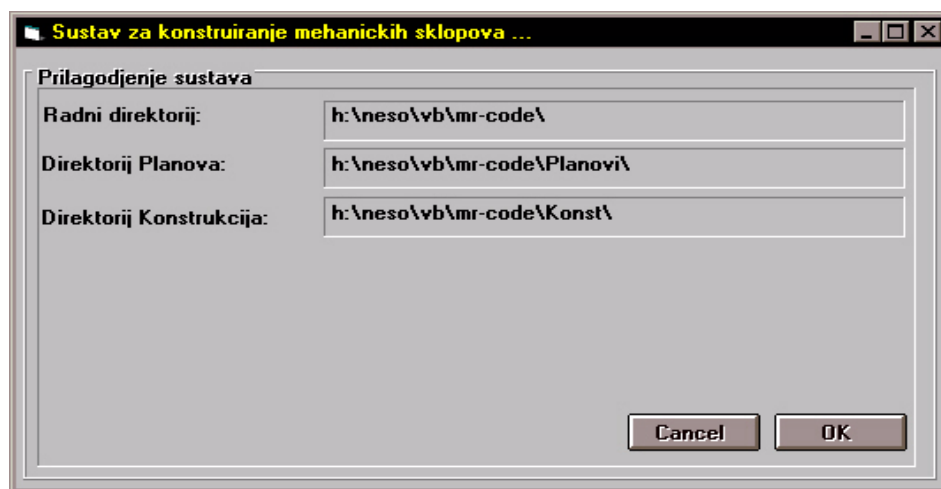 Sustav za konstruiranje mehanickih sklopova ...
Prilagodjenje sustava
Radni direktorij: h:\neso\vb\mr-code\
Direktorij Planova: h:\neso\vb\mr-code\Planovi\
Direktorij Konstrukcija: h:\neso\vb\mr-code\Konst\
Cancel OK